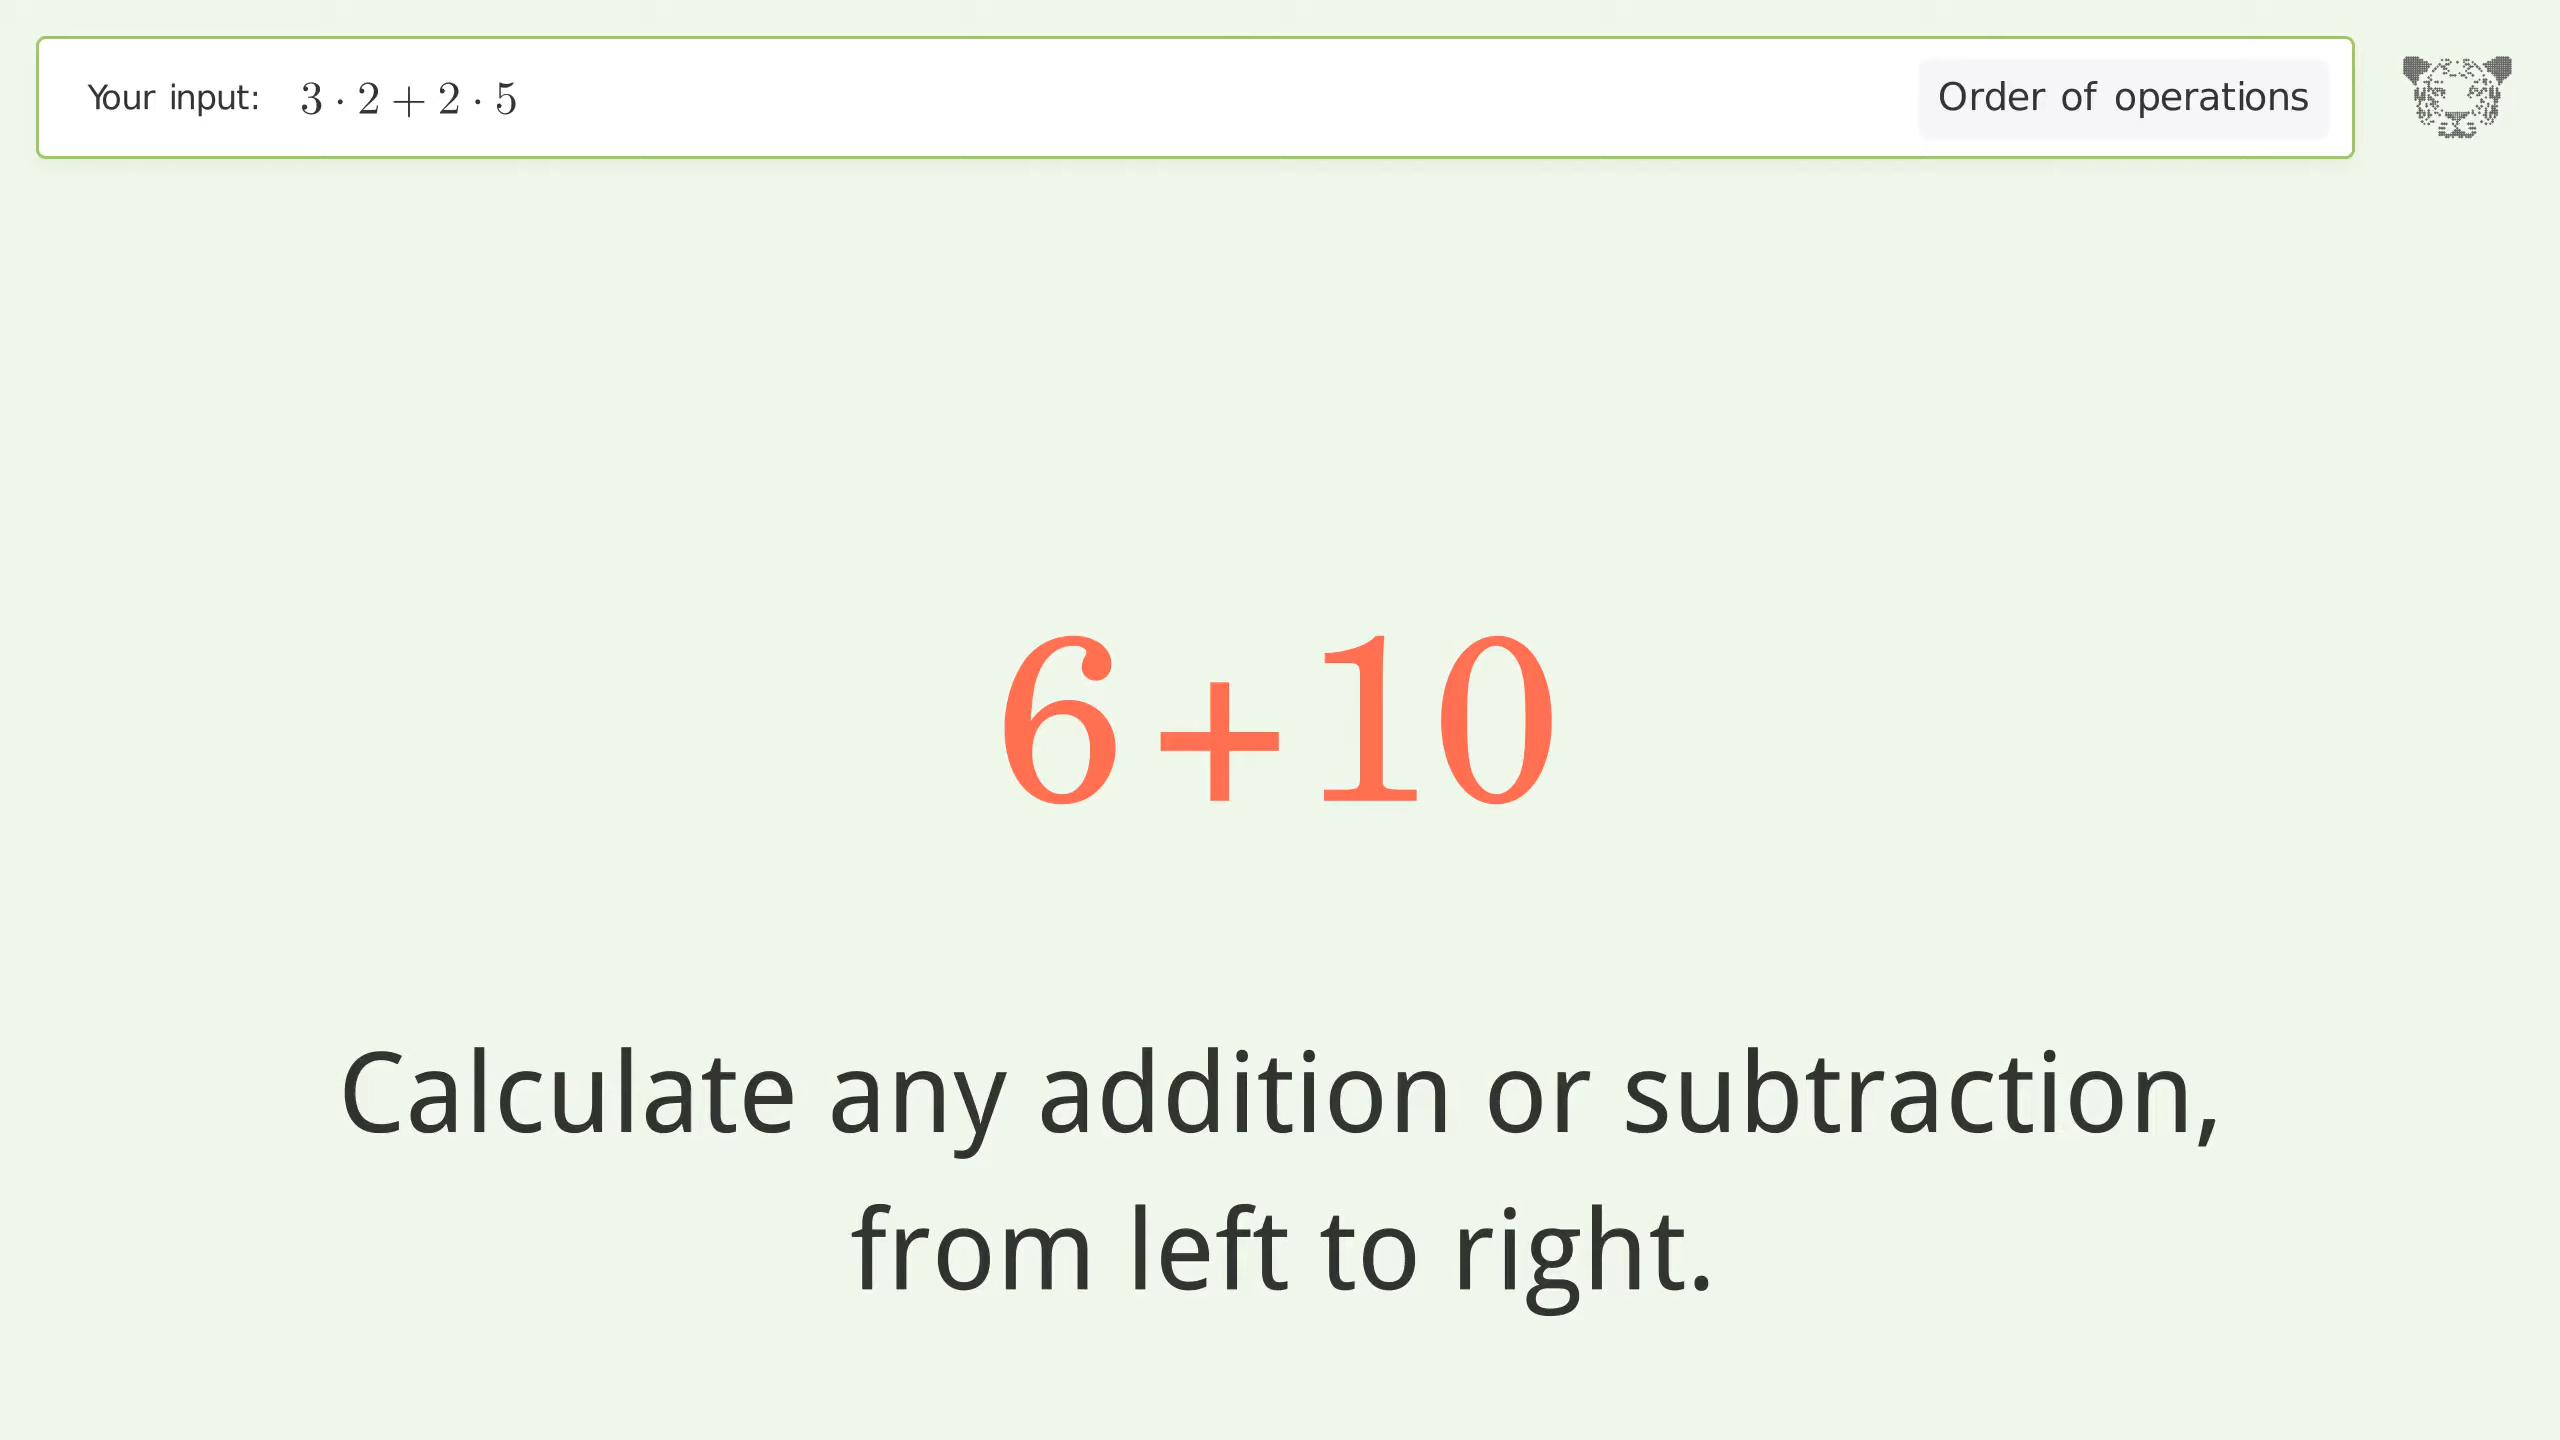 Your input: 3 · 2 + 2 · 5
Order of operations
6+10
Calculate any addition or subtraction,
from left to right.